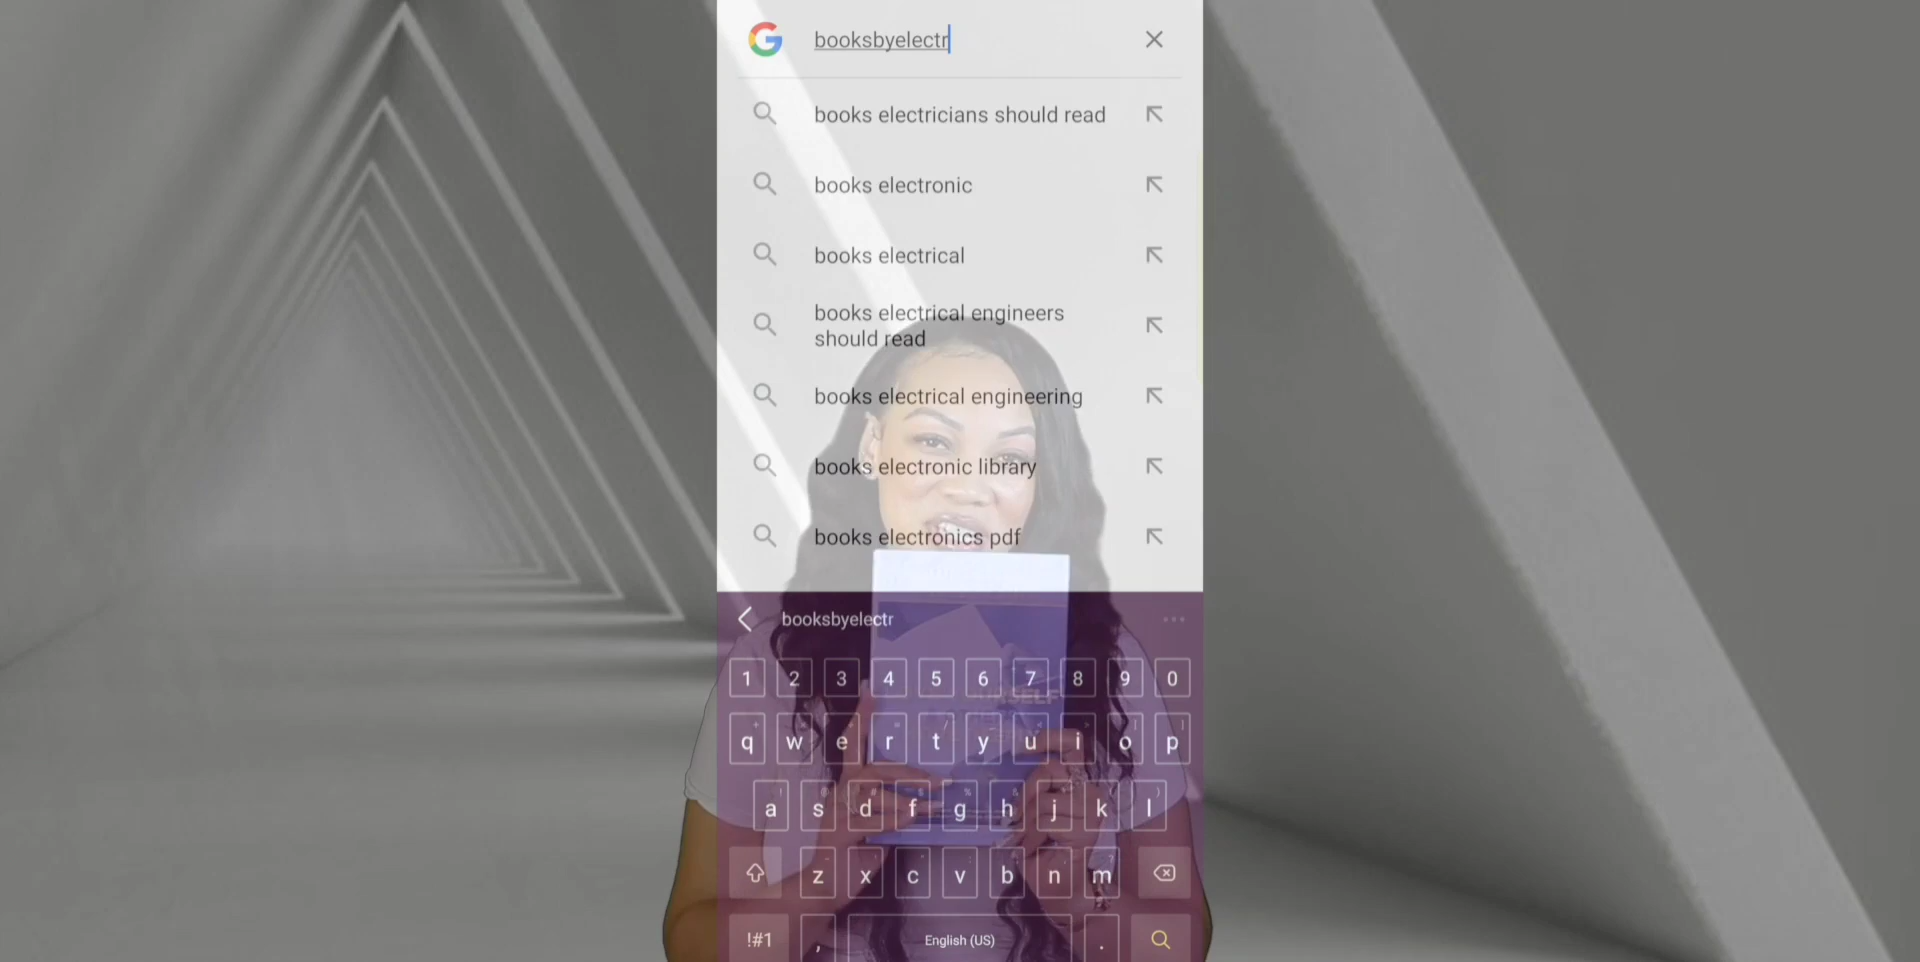 booksbyelectr
books electricians should read
books electronic
books electrical
books electrical engineers
should read
books electrical engineering
books electronic library
books electronics pdf
booksbyelectr
1 2 3 4 5 6 7 8 9 0
q w e r t y u i o p
a s d f g h j k l
z x c v b n m
!#1 , English (US) .